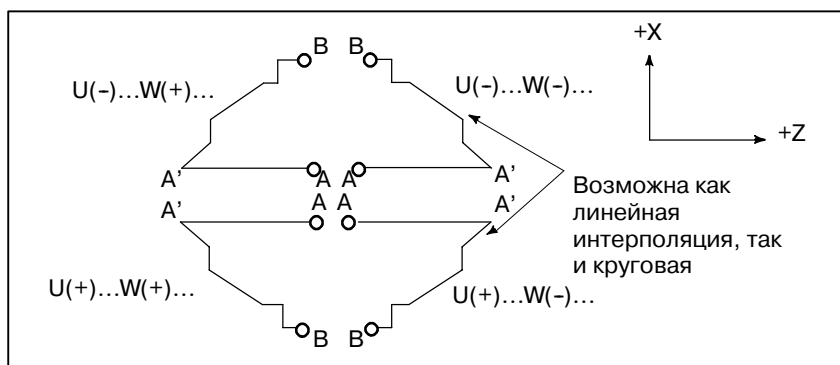 B B +X
U(-)...W(+)... U(-)...W(-)...
+Z
A' A A A'
A' A A A'
Возможна как
линейная
интерполяция, так
и круговая
U(+)...W(+)... U(+)...W(-)...
B B